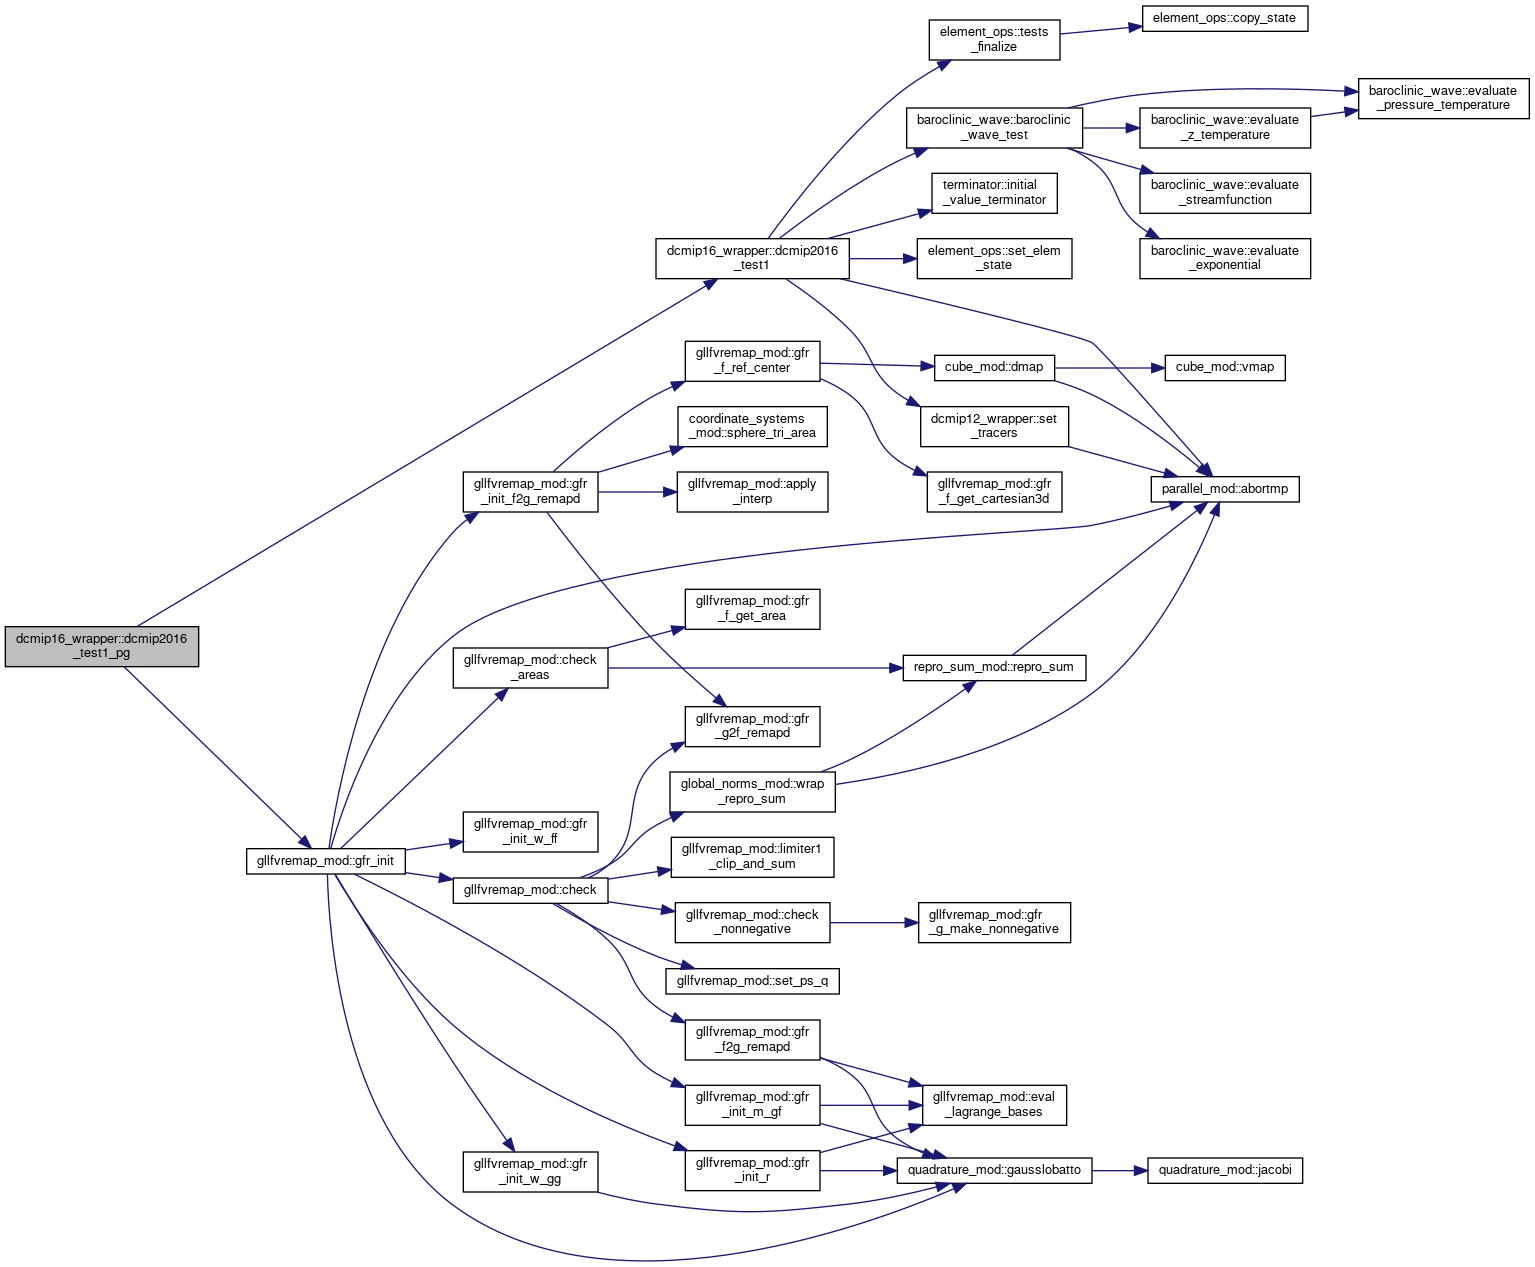 element_ops::copy_state
element_ops::tests
_finalize
baroclinic_wave::evaluate
_pressure_temperature
baroclinic_wave::baroclinic
_wave_test
baroclinic_wave::evaluate
_z_temperature
terminator::initial
_value_terminator
baroclinic_wave::evaluate
_streamfunction
dcmip16_wrapper::dcmip2016
_test1
element_ops::set_elem
_state
baroclinic_wave::evaluate
_exponential
gllfvremap_mod::gfr
_f_ref_center
cube_mod::dmap
cube_mod::vmap
coordinate_systems
_mod::sphere_tri_area
dcmip12_wrapper::set
_tracers
gllfvremap_mod::gfr
_init_f2g_remapd
gllfvremap_mod::apply
_interp
gllfvremap_mod::gfr
_f_get_cartesian3d
parallel_mod::abortmp
gllfvremap_mod::gfr
_f_get_area
dcmip16_wrapper::dcmip2016
_test1_pg
gllfvremap_mod::check
_areas
repro_sum_mod::repro_sum
gllfvremap_mod::gfr
_g2f_remapd
global_norms_mod::wrap
_repro_sum
gllfvremap_mod::gfr
_init_w_ff
gllfvremap_mod::limiter1
_clip_and_sum
gllfvremap_mod::gfr_init
gllfvremap_mod::check
gllfvremap_mod::check
_nonnegative
gllfvremap_mod::gfr
_g_make_nonnegative
gllfvremap_mod::set_ps_q
gllfvremap_mod::gfr
_f2g_remapd
gllfvremap_mod::gfr
_init_m_gf
gllfvremap_mod::eval
_lagrange_bases
gllfvremap_mod::gfr
_init_w_gg
gllfvremap_mod::gfr
_init_r
quadrature_mod::gausslobatto
quadrature_mod::jacobi